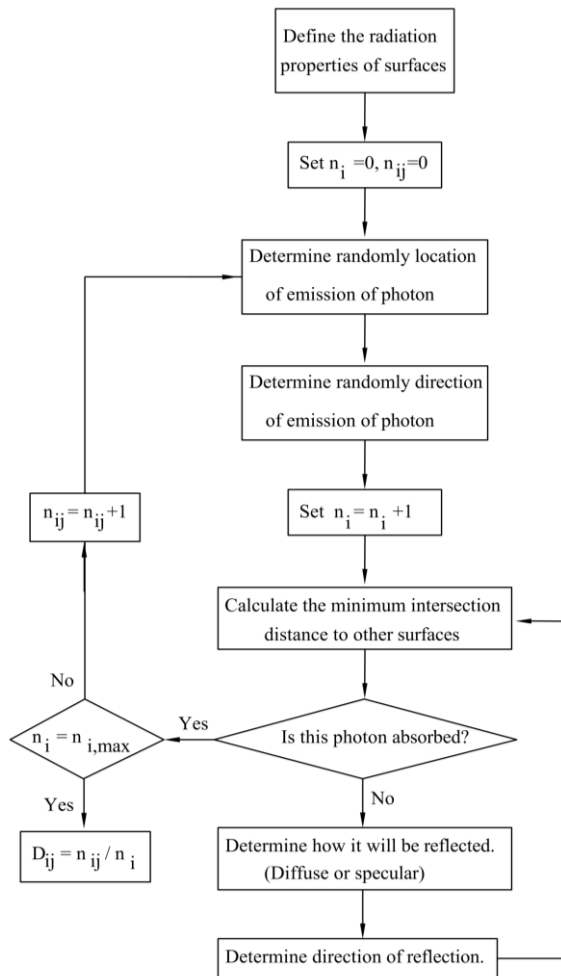 Define the radiation
properties of surfaces
Set n_i =0, n_ij=0
Determine randomly location
of emission of photon
Determine randomly direction
of emission of photon
n_ij = n_ij+1
Set n_i = n_i +1
Calculate the minimum intersection
distance to other surfaces
No
n_i = n_i,max
Yes
Is this photon absorbed?
Yes
No
D_ij = n_ij / n_i
Determine how it will be reflected.
(Diffuse or specular)
Determine direction of reflection.